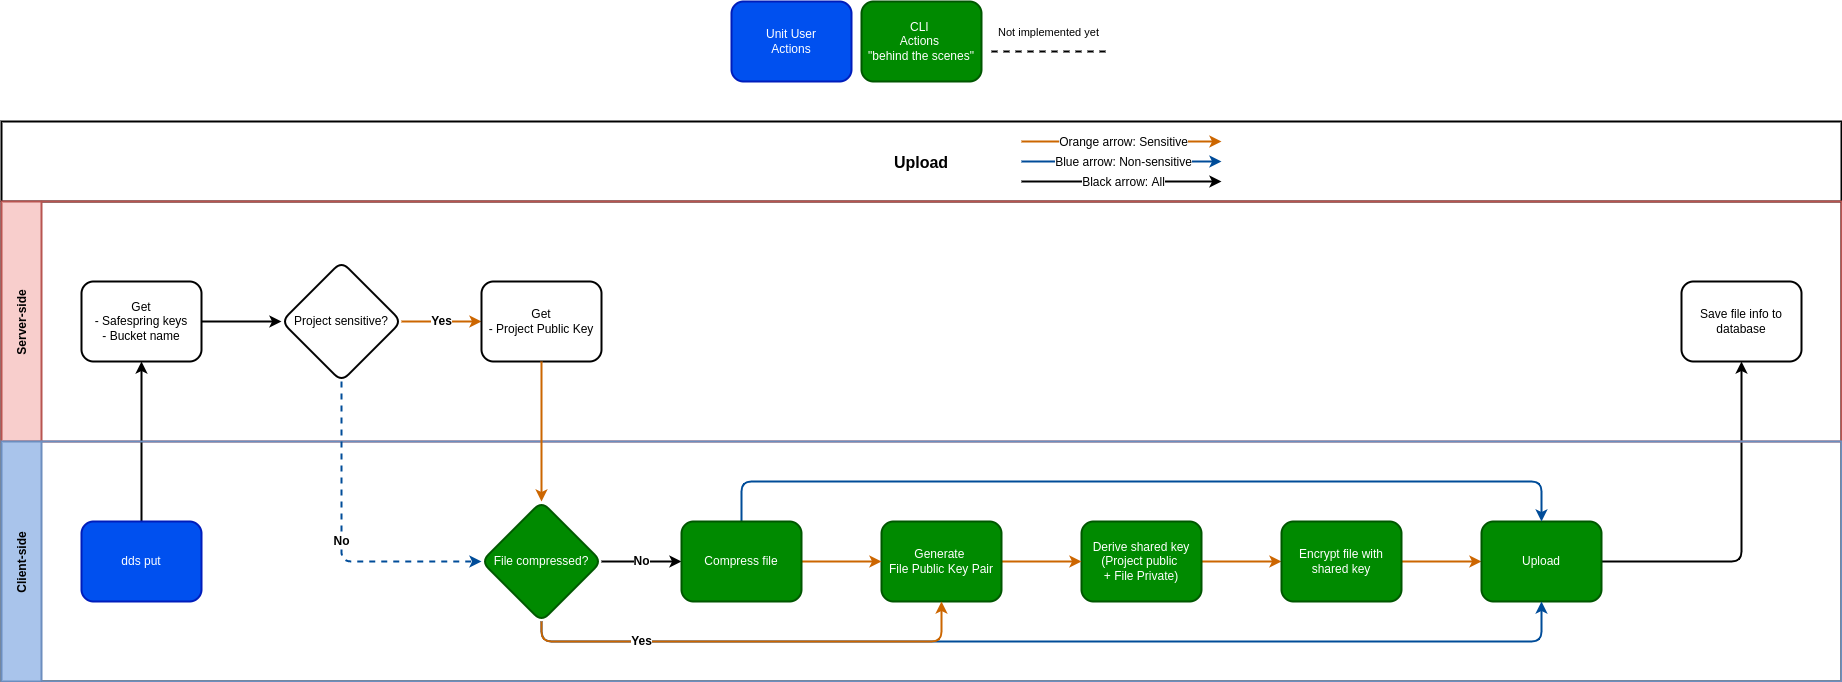 Unit User
Actions
CLI
Actions
"behind the scenes"
Not implemented yet
Upload
Orange arrow: Sensitive
Blue arrow: Non-sensitive
Black arrow: All
Server-side
Get
- Safespring keys
- Bucket name
Project sensitive?
Yes
Get
- Project Public Key
Save file info to
database
No
Client-side
dds put
File compressed?
No
Compress file
Generate
File Public Key Pair
Derive shared key
(Project public
+ File Private)
Encrypt file with
shared key
Upload
Yes